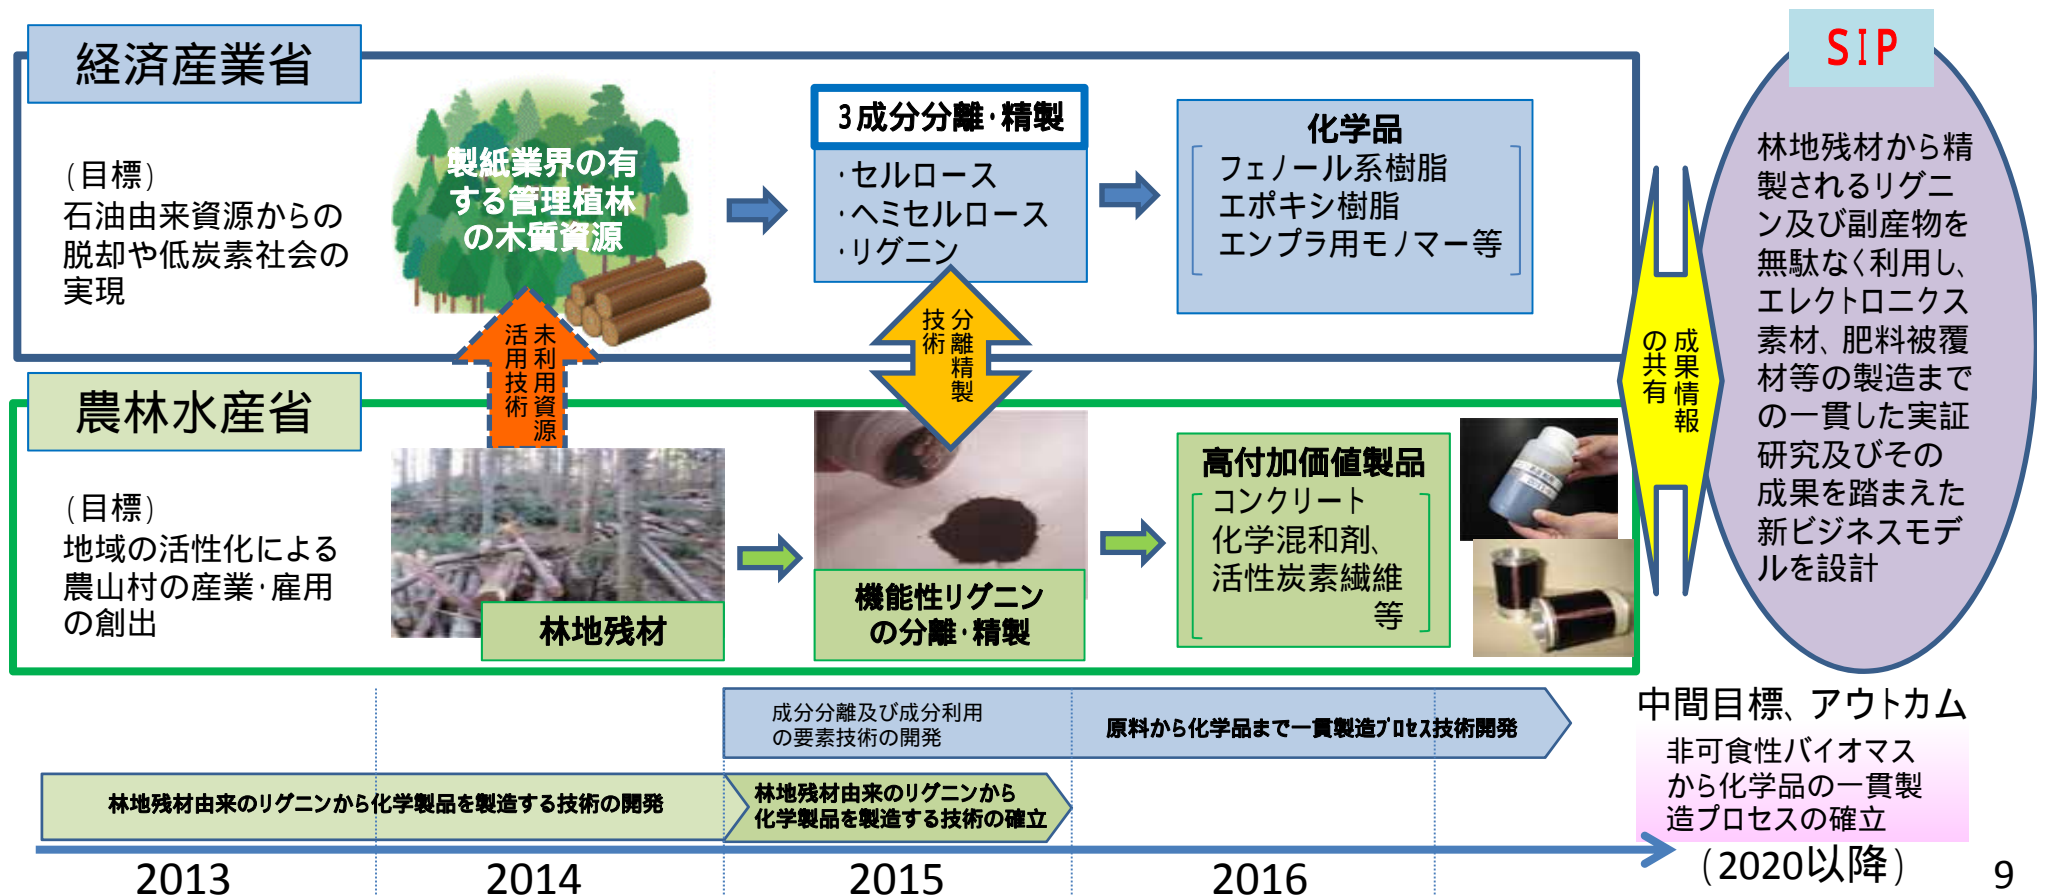 経済産業省
(目標)
石油由来資源からの
脱却や低炭素社会の
実現
製紙業界の有
する管理植林
の木質資源
3成分分離・精製
・セルロース
・ヘミセルロース
・リグニン
化学品
フェノール系樹脂
エポキシ樹脂
エンプラ用モノマー等
未利用資源
活用技術
分離精製
技術
農林水産省
(目標)
地域の活性化による
農山村の産業・雇用
の創出
林地残材
機能性リグニン
の分離・精製
高付加価値製品
コンクリート
化学混和剤、
活性炭素繊維
等
成果情報
の共有
SIP
林地残材から精
製されるリグニ
ン及び副産物を
無駄なく利用し、
エレクトロニクス
素材、肥料被覆
材等の製造まで
の一貫した実証
研究及びその
成果を踏まえた
新ビジネスモデ
ルを設計
成分分離及び成分利用
の要素技術の開発
原料から化学品まで一貫製造プロセス技術開発
林地残材由来のリグニンから化学製品を製造する技術の開発
林地残材由来のリグニンから
化学製品を製造する技術の確立
中間目標、アウトカム
非可食性バイオマス
から化学品の一貫製
造プロセスの確立
(2020以降)
2013
2014
2015
2016
9